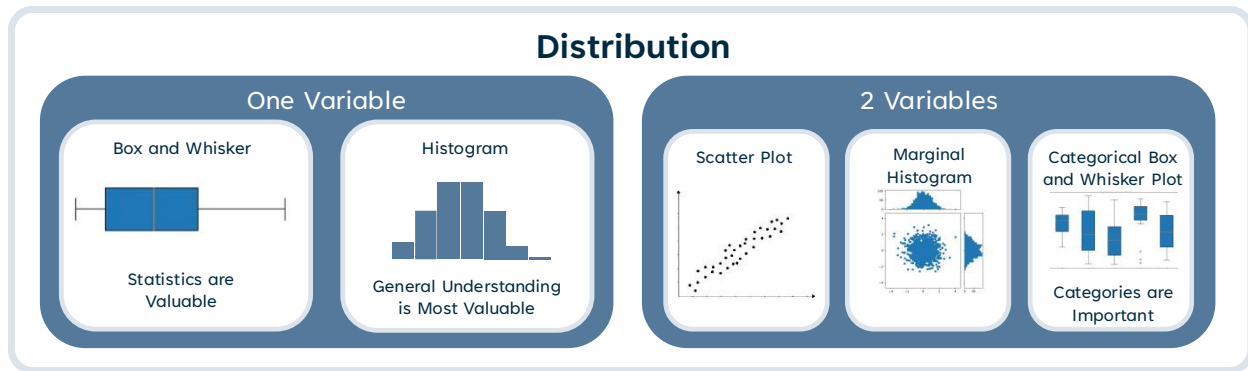 Distribution
One Variable
Box and Whisker
Statistics are
Valuable
Histogram
General Understanding
is Most Valuable
2 Variables
Scatter Plot
Marginal
Histogram
Categorical Box
and Whisker Plot
Categories are
Important